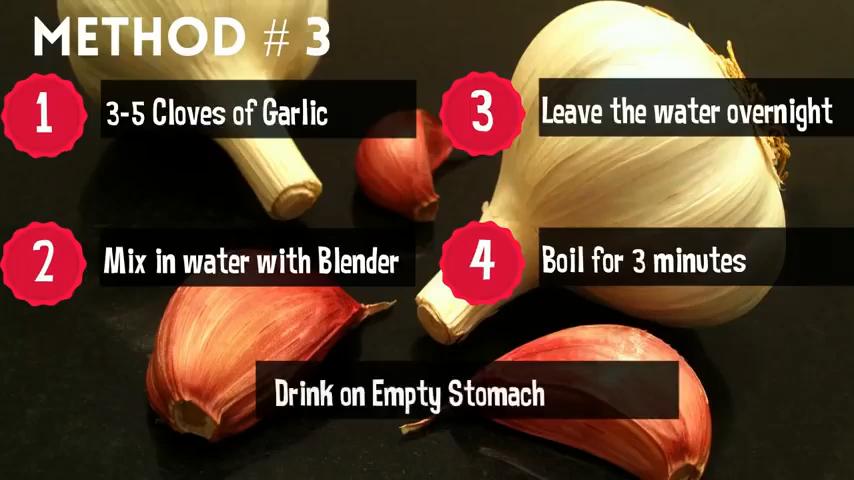 METHOD # 3
1
3-5 Cloves of Garlic
2
Mix in water with Blender
3
Leave the water overnight
4
Boil for 3 minutes
Drink on Empty Stomach